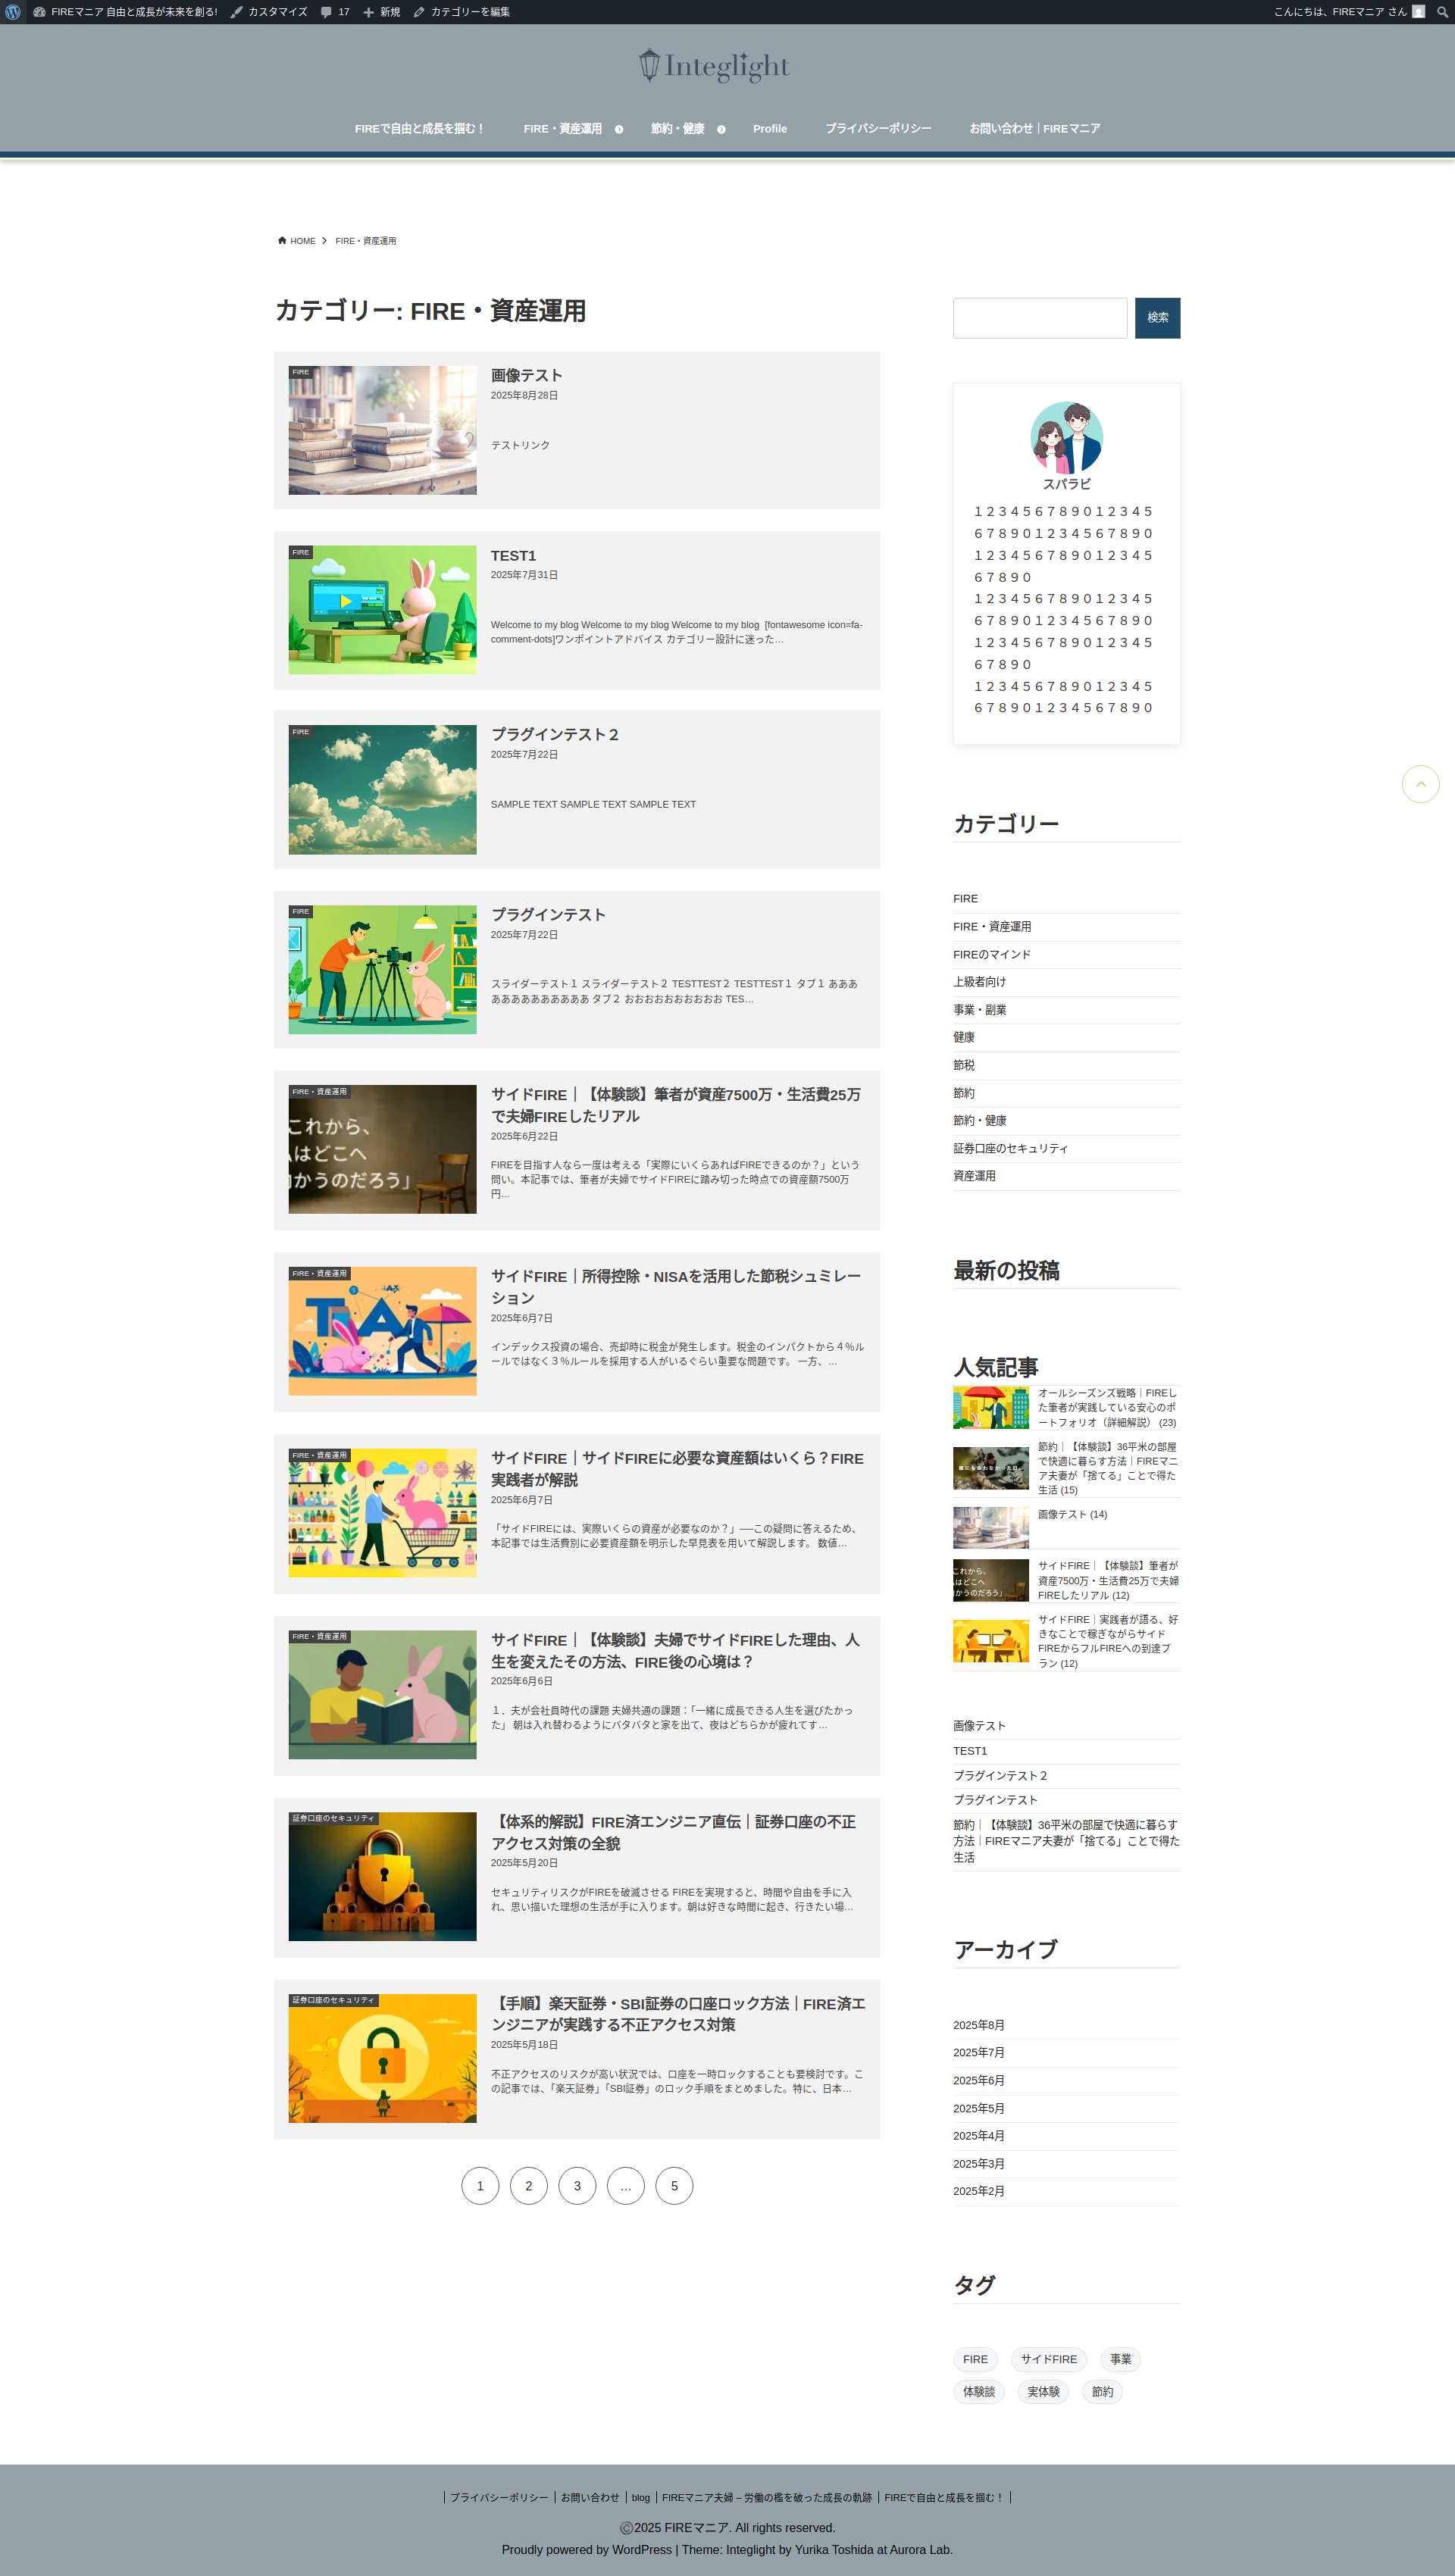 FIREマニア 自由と成長が未来を創る! カスタマイズ 17 新規 カテゴリーを編集 こんにちは、FIREマニア さん
Integlight
FIREで自由と成長を掴む！ FIRE・資産運用 節約・健康 Profile プライバシーポリシー お問い合わせ｜FIREマニア
HOME FIRE・資産運用
カテゴリー: FIRE・資産運用
FIRE
画像テスト
2025年8月28日
テストリンク
FIRE
TEST1
2025年7月31日
Welcome to my blog Welcome to my blog Welcome to my blog [fontawesome icon=fa-
comment-dots]ワンポイントアドバイス カテゴリー設計に迷った…
FIRE
プラグインテスト２
2025年7月22日
SAMPLE TEXT SAMPLE TEXT SAMPLE TEXT
FIRE
プラグインテスト
2025年7月22日
スライダーテスト１ スライダーテスト２ TESTTEST２ TESTTEST１ タブ１ あああ
ああああああああああ タブ２ おおおおおおおおおお TES…
FIRE・資産運用
これから、
はどこへ
かうのだろう」
サイドFIRE｜【体験談】筆者が資産7500万・生活費25万
で夫婦FIREしたリアル
2025年6月22日
FIREを目指す人なら一度は考える「実際にいくらあればFIREできるのか？」という
問い。本記事では、筆者が夫婦でサイドFIREに踏み切った時点での資産額7500万
円…
FIRE・資産運用
サイドFIRE｜所得控除・NISAを活用した節税シュミレー
ション
2025年6月7日
インデックス投資の場合、売却時に税金が発生します。税金のインパクトから４％ル
ールではなく３％ルールを採用する人がいるぐらい重要な問題です。 一方、…
FIRE・資産運用
サイドFIRE｜サイドFIREに必要な資産額はいくら？FIRE
実践者が解説
2025年6月7日
「サイドFIREには、実際いくらの資産が必要なのか？」──この疑問に答えるため、
本記事では生活費別に必要資産額を明示した早見表を用いて解説します。 数値…
FIRE・資産運用
サイドFIRE｜【体験談】夫婦でサイドFIREした理由、人
生を変えたその方法、FIRE後の心境は？
2025年6月6日
１．夫が会社員時代の課題 夫婦共通の課題：「一緒に成長できる人生を選びたかっ
た」 朝は入れ替わるようにバタバタと家を出て、夜はどちらかが疲れてす…
証券口座のセキュリティ
【体系的解説】FIRE済エンジニア直伝｜証券口座の不正
アクセス対策の全貌
2025年5月20日
セキュリティリスクがFIREを破滅させる FIREを実現すると、時間や自由を手に入
れ、思い描いた理想の生活が手に入ります。朝は好きな時間に起き、行きたい場…
証券口座のセキュリティ
【手順】楽天証券・SBI証券の口座ロック方法｜FIRE済エ
ンジニアが実践する不正アクセス対策
2025年5月18日
不正アクセスのリスクが高い状況では、口座を一時ロックすることも要検討です。こ
の記事では、「楽天証券」「SBI証券」のロック手順をまとめました。特に、日本…
1 2 3 … 5
検索
スパラビ
１２３４５６７８９０１２３４５
６７８９０１２３４５６７８９０
１２３４５６７８９０１２３４５
６７８９０
１２３４５６７８９０１２３４５
６７８９０１２３４５６７８９０
１２３４５６７８９０１２３４５
６７８９０
１２３４５６７８９０１２３４５
６７８９０１２３４５６７８９０
カテゴリー
FIRE
FIRE・資産運用
FIREのマインド
上級者向け
事業・副業
健康
節税
節約
節約・健康
証券口座のセキュリティ
資産運用
最新の投稿
人気記事
オールシーズンズ戦略｜FIREし
た筆者が実践している安心のポ
ートフォリオ（詳細解説） (23)
節約｜【体験談】36平米の部屋
で快適に暮らす方法｜FIREマニ
ア夫妻が「捨てる」ことで得た
生活 (15)
画像テスト (14)
これから、
はどこへ
かうのだろう」
サイドFIRE｜【体験談】筆者が
資産7500万・生活費25万で夫婦
FIREしたリアル (12)
サイドFIRE｜実践者が語る、好
きなことで稼ぎながらサイド
FIREからフルFIREへの到達プ
ラン (12)
画像テスト
TEST1
プラグインテスト２
プラグインテスト
節約｜【体験談】36平米の部屋で快適に暮らす
方法｜FIREマニア夫妻が「捨てる」ことで得た
生活
アーカイブ
2025年8月
2025年7月
2025年6月
2025年5月
2025年4月
2025年3月
2025年2月
タグ
FIRE サイドFIRE 事業
体験談 実体験 節約
プライバシーポリシー お問い合わせ blog FIREマニア夫婦 – 労働の檻を破った成長の軌跡 FIREで自由と成長を掴む！
©2025 FIREマニア. All rights reserved.
Proudly powered by WordPress | Theme: Integlight by Yurika Toshida at Aurora Lab.